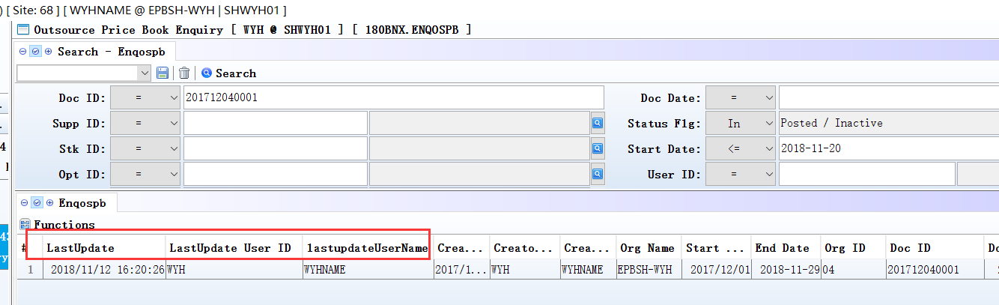 ) [ Site: 68 ] [ WYHNAME @ EPBSH-WYH | SHWYH01 ]
Outsource Price Book Enquiry [ WYH @ SHWYH01 ] [ 180BNX.ENQOSPB ]
Search - Enqospb
Search
Doc ID: = 201712040001 Doc Date: =
Supp ID: = Status Flg: In Posted / Inactive
Stk ID: = Start Date: <= 2018-11-20
Opt ID: = User ID: =
Enqospb
Functions
# LastUpdate LastUpdate User ID lastupdateUserName Crea... Creato... Crea... Org Name Start ... End Date Org ID Doc ID
1 2018/11/12 16:20:26 WYH WYHNAME 2017/1... WYH WYHNAME EPBSH-WYH 2017/12/01 2018-11-29 04 201712040001